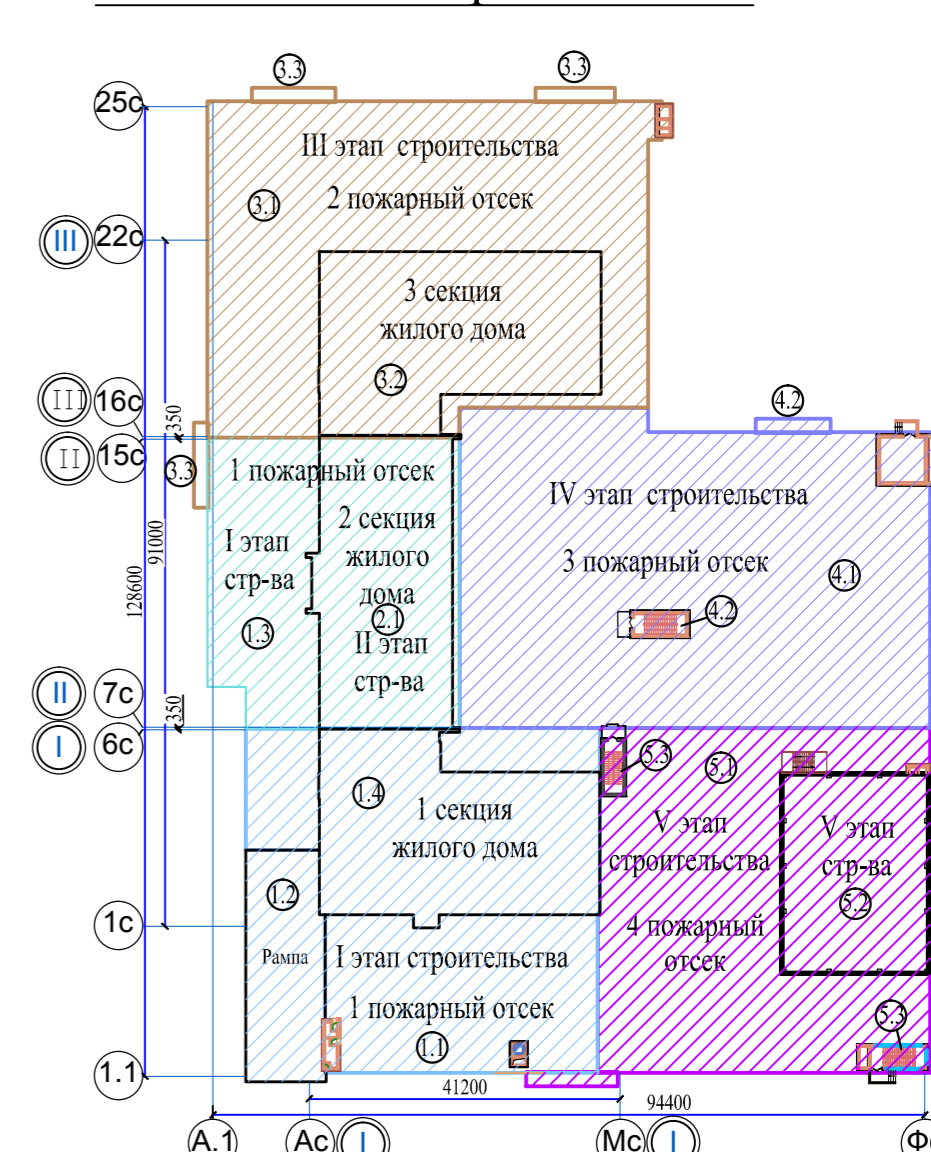 3.3
3.3
25с
III этап строительства
2 пожарный отсек
3.1
III
22с
3 секция
жилого дома
3.2
III
16с
350
4.2
II
15с
3.3
1 пожарный отсек
2 секция
жилого
дома
2.1
II этап
стр-ва
I этап
стр-ва
1.3
IV этап строительства
3 пожарный отсек
4.1
4.2
91000
128600
II
7с
350
I
6с
5.3
5.1
1.4
1 секция
жилого дома
V этап
строительства
4 пожарный
отсек
V этап
стр-ва
5.2
1.2
1с
Рампа
I этап строительства
1 пожарный отсек
1.1
5.3
1.1
41200
94400
А.1
Ас
I
Мс
I